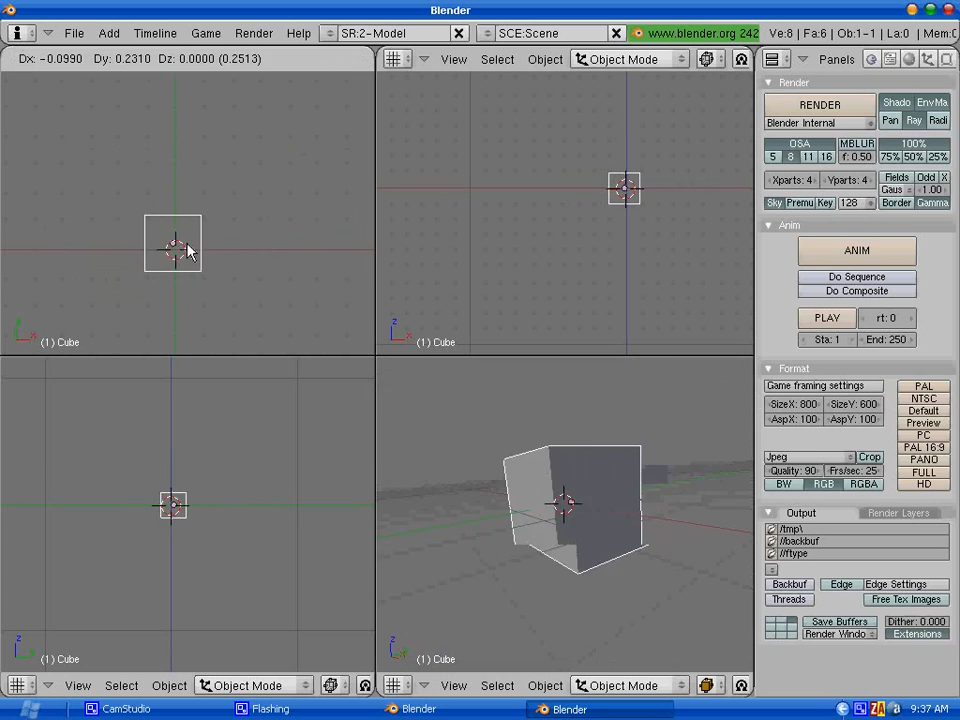 Blender
File Add Timeline Game Render Help SR:2-Model SCE:Scene www.blender.org 242 Ve:8 | Fa:6 | Ob:1-1 | La:0 | Mem:0
Dx: -0.0990 Dy: 0.2310 Dz: 0.0000 (0.2513)
View Select Object Object Mode
Panels
Render
RENDER
Blender Internal
Shado EnvMa
Pan Ray Radi
OSA MBLUR 100%
5 8 11 16 f: 0.50 75% 50% 25%
Xparts: 4 Yparts: 4
Fields Odd X
Gaus 1.00
Sky Premu Key 128 Border Gamma
Anim
ANIM
Do Sequence
Do Composite
PLAY rt: 0
Sta: 1 End: 250
Format
Game framing settings
SizeX: 800 SizeY: 600
AspX: 100 AspY: 100
Jpeg Crop
Quality: 90 Frs/sec: 25
BW RGB RGBA
PAL
NTSC
Default
Preview
PC
PAL 16:9
PANO
FULL
HD
Output Render Layers
/tmp\
//backbuf
//ftype
Backbuf Edge Edge Settings
Threads Free Tex Images
Save Buffers Dither: 0.000
Render Windo Extensions
y x
(1) Cube
z x
(1) Cube
z y
(1) Cube
z
(1) Cube
View Select Object Object Mode
View Select Object Object Mode
CamStudio Flashing Blender Blender 9:37 AM